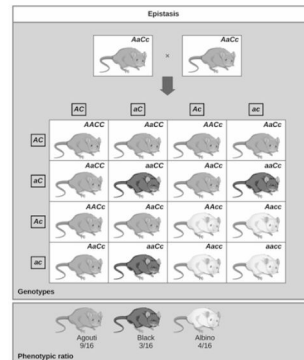 Epistasis
AaCc × AaCc
AC aC Ac ac
AC AACC AaCC AACc AaCc
aC AaCC aaCC AaCc aaCc
Ac AACc AaCc AAcc Aacc
ac AaCc aaCc Aacc aacc
Genotypes
Agouti Black Albino
9/16 3/16 4/16
Phenotypic ratio